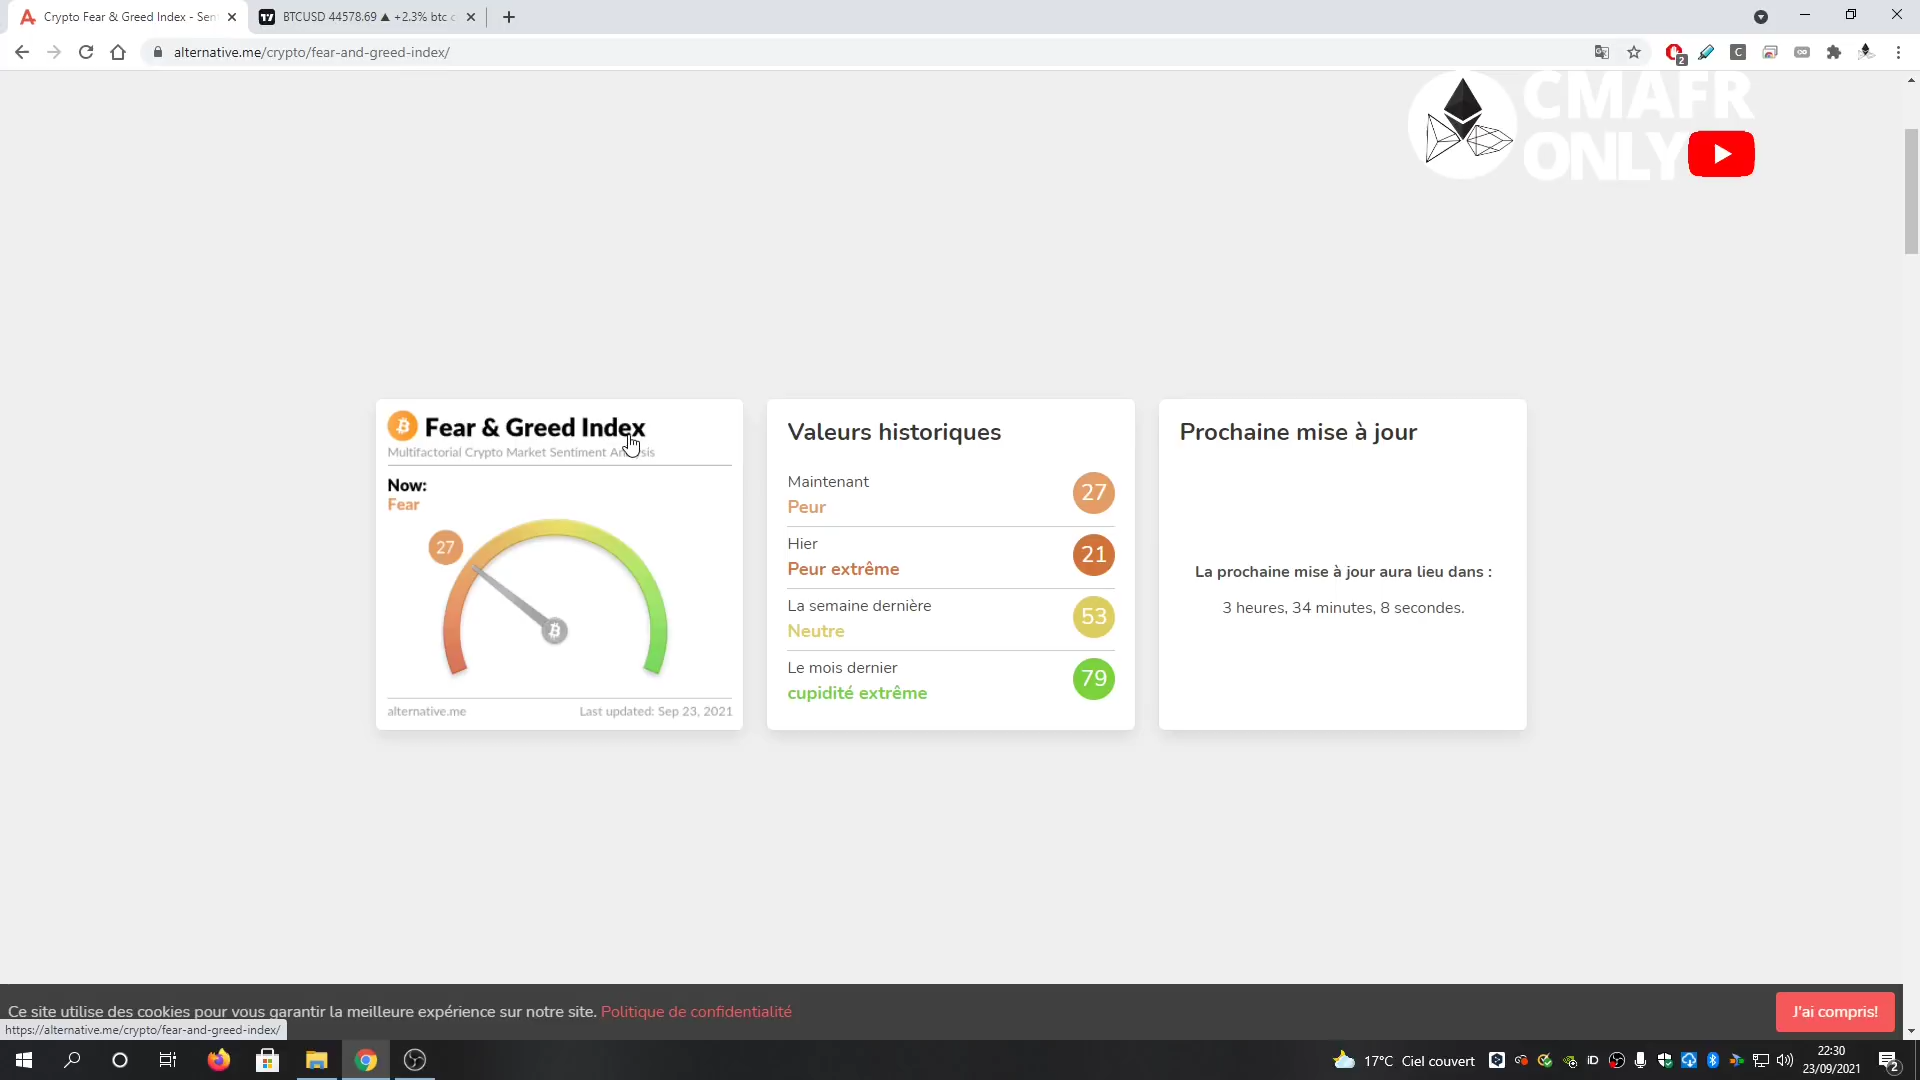 Crypto Fear & Greed Index - Sen
BTCUSD 44578.69 ▲ +2.3% btc c
alternative.me/crypto/fear-and-greed-index/
2
C
CMAFR
ONLY
Fear & Greed Index
Multifactorial Crypto Market Sentiment Analysis
Now:
Fear
27
alternative.me
Last updated: Sep 23, 2021
Valeurs historiques
Maintenant
Peur
27
Hier
Peur extrême
21
La semaine dernière
Neutre
53
Le mois dernier
cupidité extrême
79
Prochaine mise à jour
La prochaine mise à jour aura lieu dans :
3 heures, 34 minutes, 8 secondes.
Ce site utilise des cookies pour vous garantir la meilleure expérience sur notre site. Politique de confidentialité
J'ai compris!
https://alternative.me/crypto/fear-and-greed-index/
17°C Ciel couvert
iD
22:30
23/09/2021
2